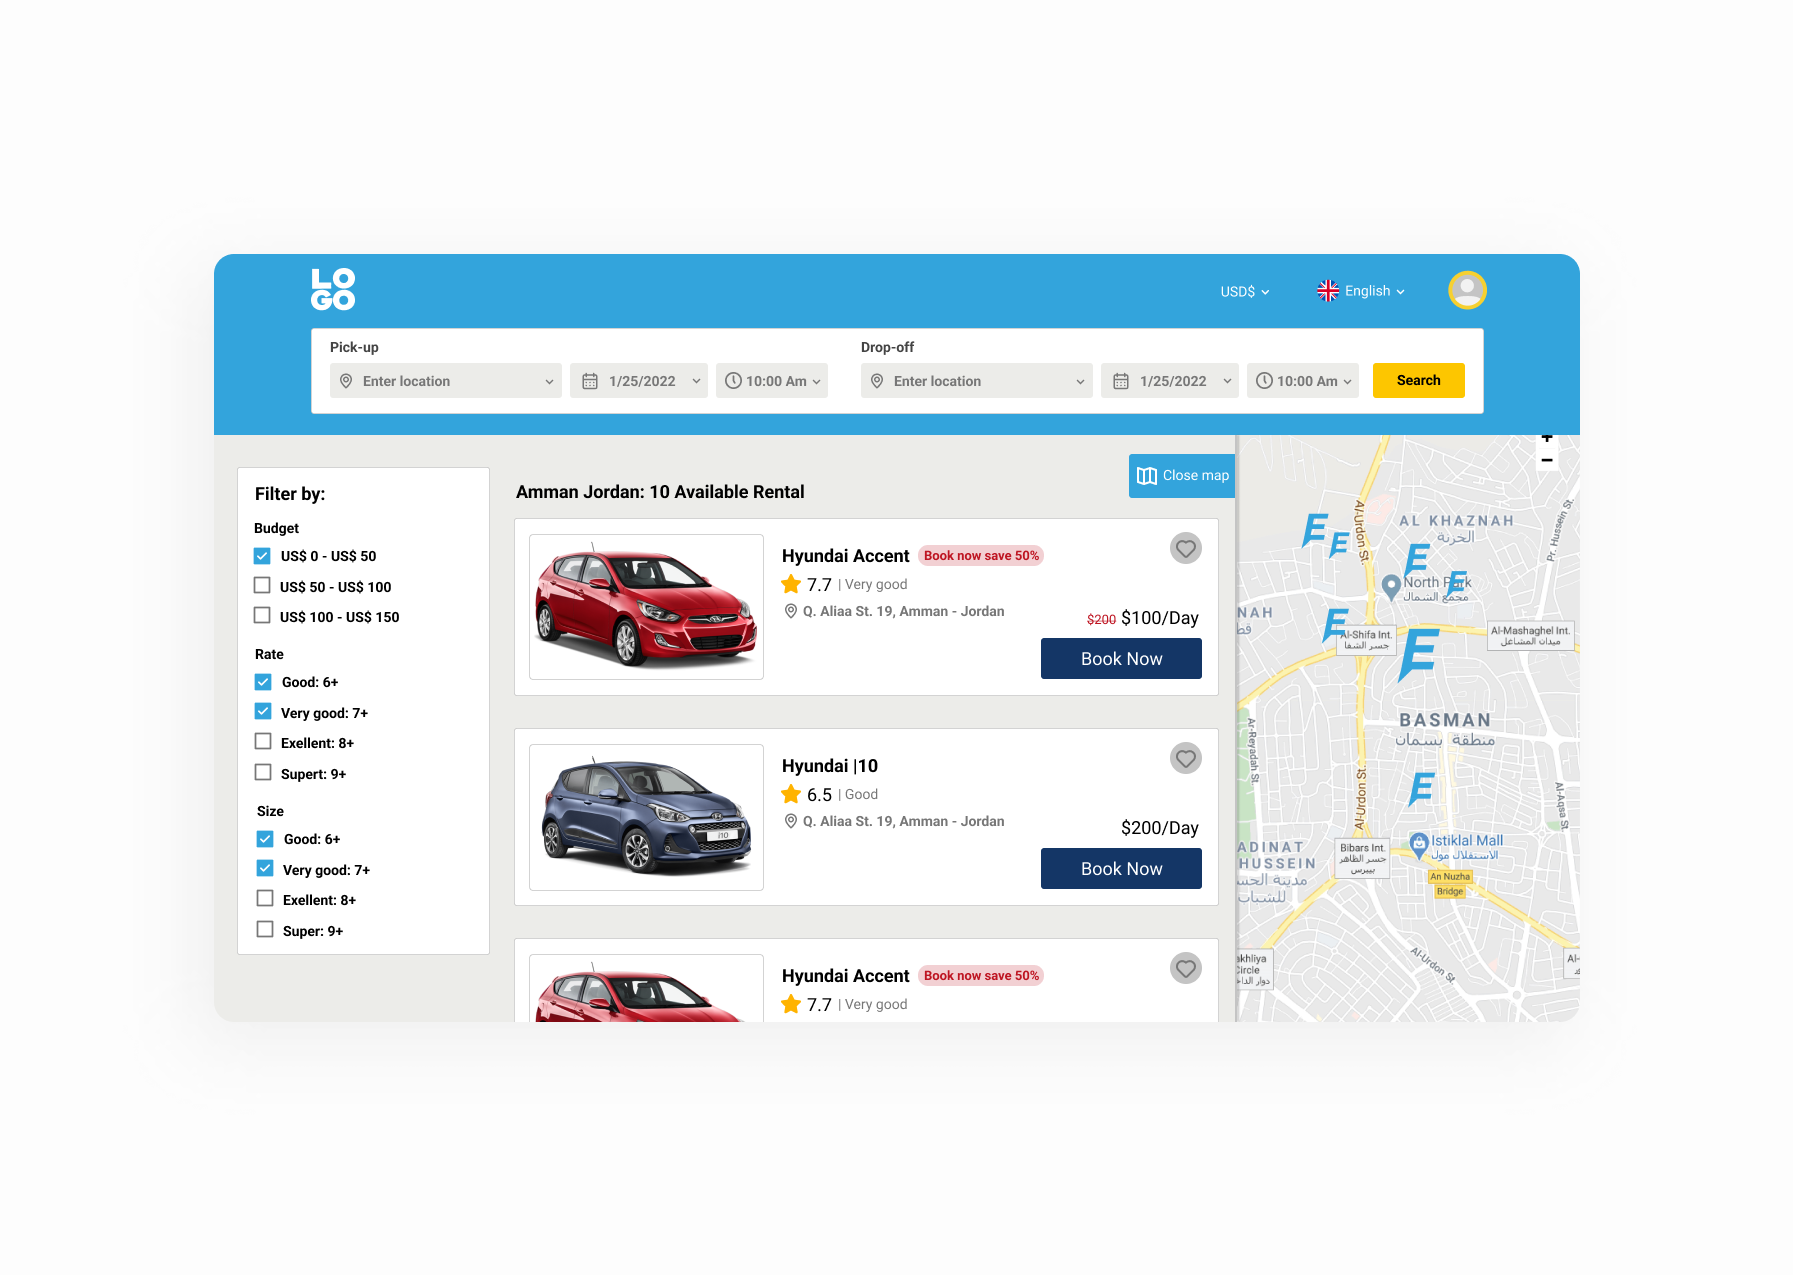 LO
GO
USD$
English
Pick-up
Enter location
1/25/2022
10:00 Am
Drop-off
Enter location
1/25/2022
10:00 Am
Search
Filter by:
Budget
US$ 0 - US$ 50
US$ 50 - US$ 100
US$ 100 - US$ 150
Rate
Good: 6+
Very good: 7+
Exellent: 8+
Supert: 9+
Size
Good: 6+
Very good: 7+
Exellent: 8+
Super: 9+
Amman Jordan: 10 Available Rental
Close map
Hyundai Accent
Book now save 50%
7.7 | Very good
Q. Aliaa St. 19, Amman - Jordan
$200 $100/Day
Book Now
Hyundai |10
6.5 | Good
Q. Aliaa St. 19, Amman - Jordan
$200/Day
Book Now
i10
Hyundai Accent
Book now save 50%
7.7 | Very good
+
−
Al-Urdon St.
AL KHAZNAH
الخزنة
Pr. Hussein St.
E
E
E
E
North Park
مجمع الشمال
NAH
قط
E
Al-Shifa Int.
جسر الشفا
E
Al-Mashaghel Int.
ميدان المشاغل
BASMAN
منطقة بسمان
Ar-Reyadah St.
Al-Urdon St.
E
Al-Aqsa St.
Istiklal Mall
الاستقلال مول
Bibars Int.
جسر الظاهر
بيبرس
ADINAT
HUSSEIN
مدينة الحس
للشباب
An Nuzha
Bridge
Al-Urdon St.
akhliya
Circle
دوار الداخ
Al-